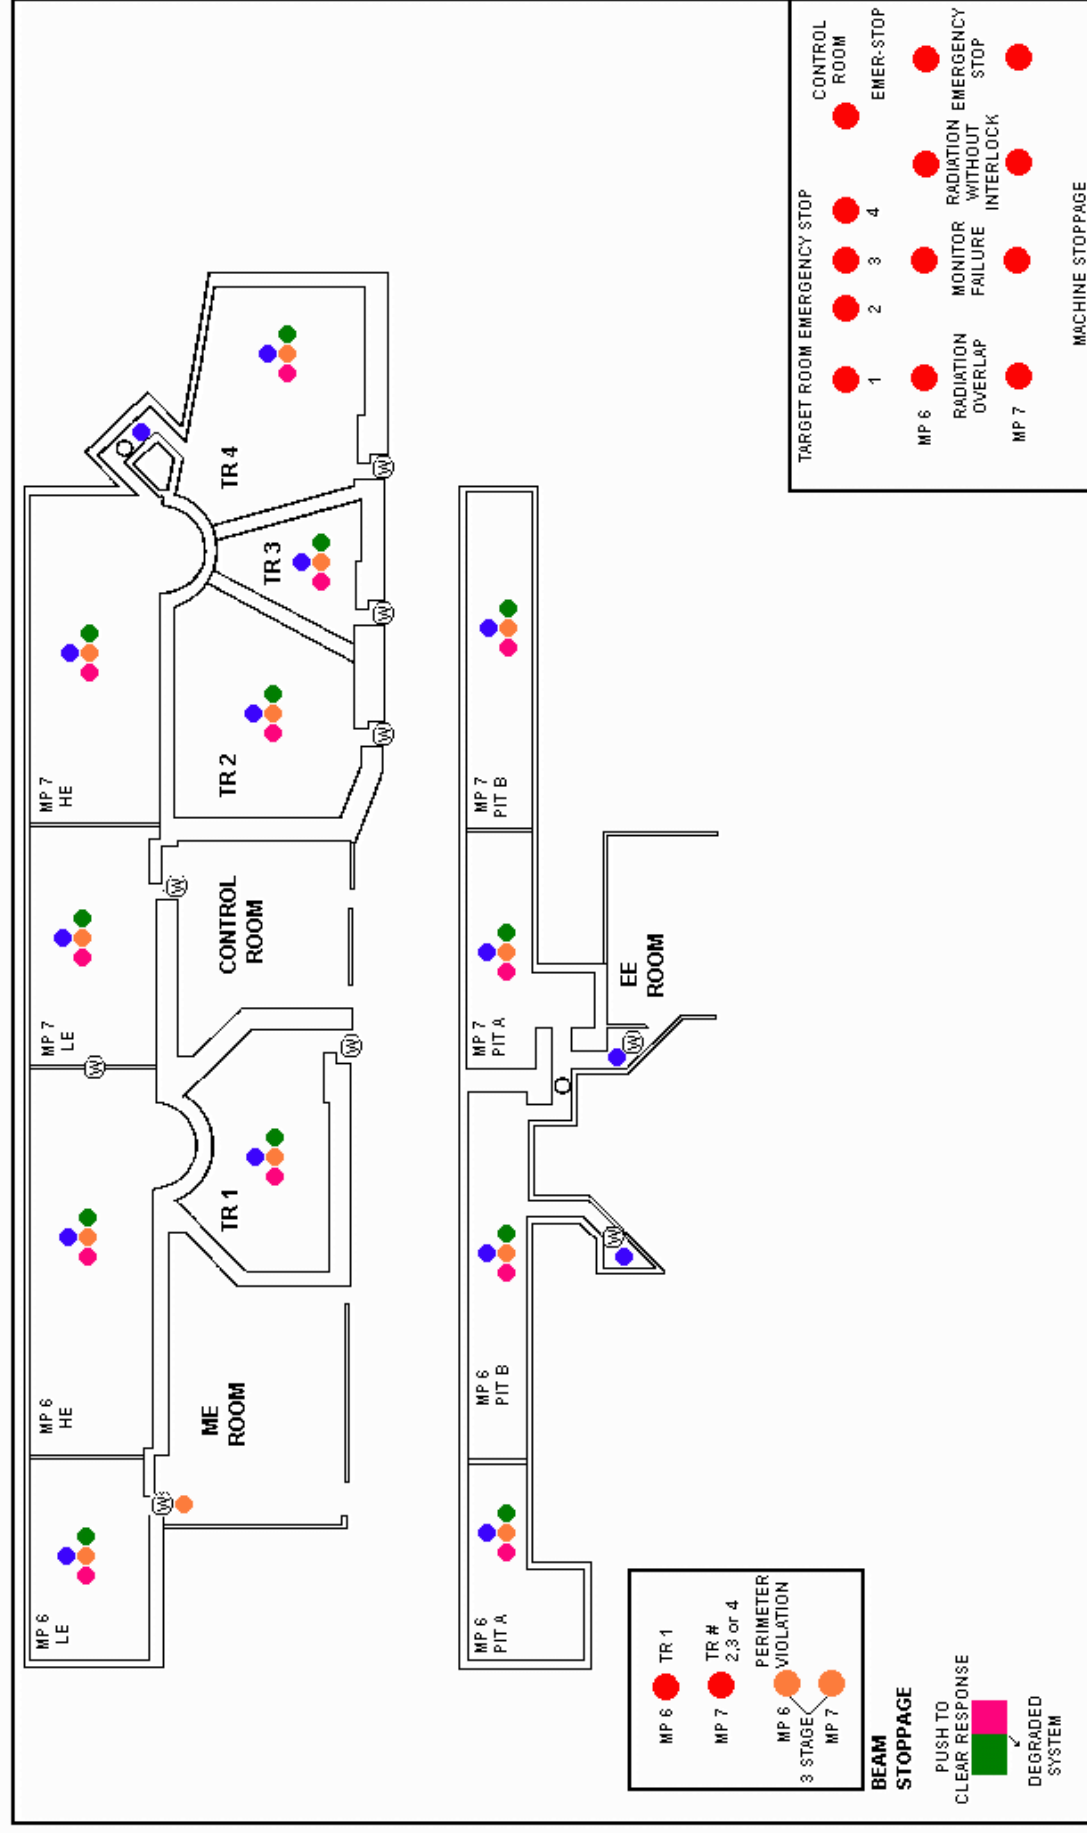 MP 6
LE
MP 6
HE
MP 7
LE
MP 7
HE
W
W
W
W
W
W
W
ME
ROOM
TR 1
CONTROL
ROOM
TR 2
TR 3
TR 4
MP 6
PIT A
MP 6
PIT B
MP 7
PIT A
MP 7
PIT B
W
W
EE
ROOM
MP 6
TR 1
MP 7
TR #
2,3 or 4
PERIMETER
VIOLATION
MP 6
3 STAGE
MP 7
BEAM
STOPPAGE
PUSH TO
CLEAR RESPONSE
DEGRADED
SYSTEM
TARGET ROOM EMERGENCY STOP
CONTROL
ROOM
1
2
3
4
EMER-STOP
MP 6
RADIATION
OVERLAP
MONITOR
FAILURE
RADIATION
WITHOUT
INTERLOCK
EMERGENCY
STOP
MP 7
MACHINE STOPPAGE